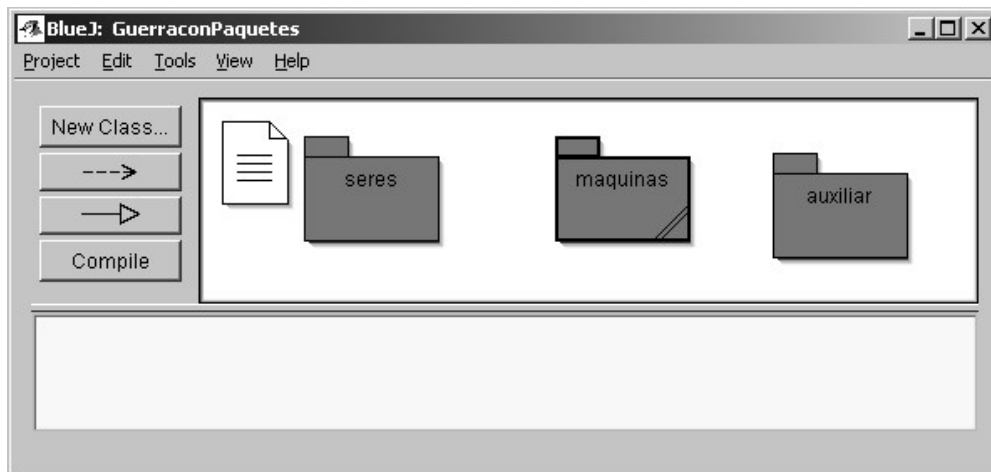 BlueJ: GuerraconPaquetes
Project Edit Tools View Help
New Class...
seres
maquinas
auxiliar
Compile